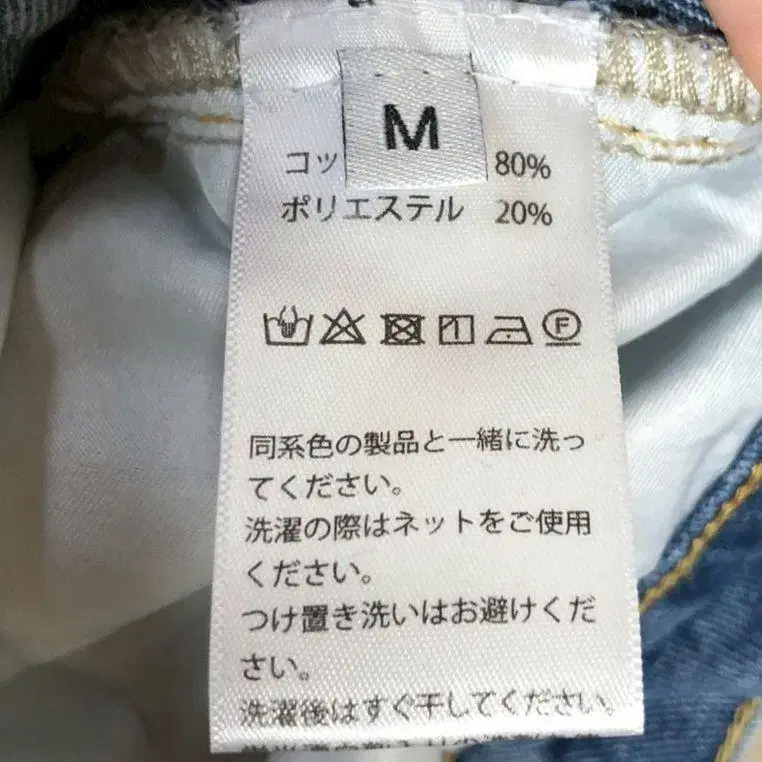 M
コッ 80%
ポリエステル 20%
F
同系色の製品と一緒に洗っ
てください。
洗濯の際はネットをご使用
ください。
つけ置き洗いはお避けくだ
さい。
洗濯後はすぐ干してください。